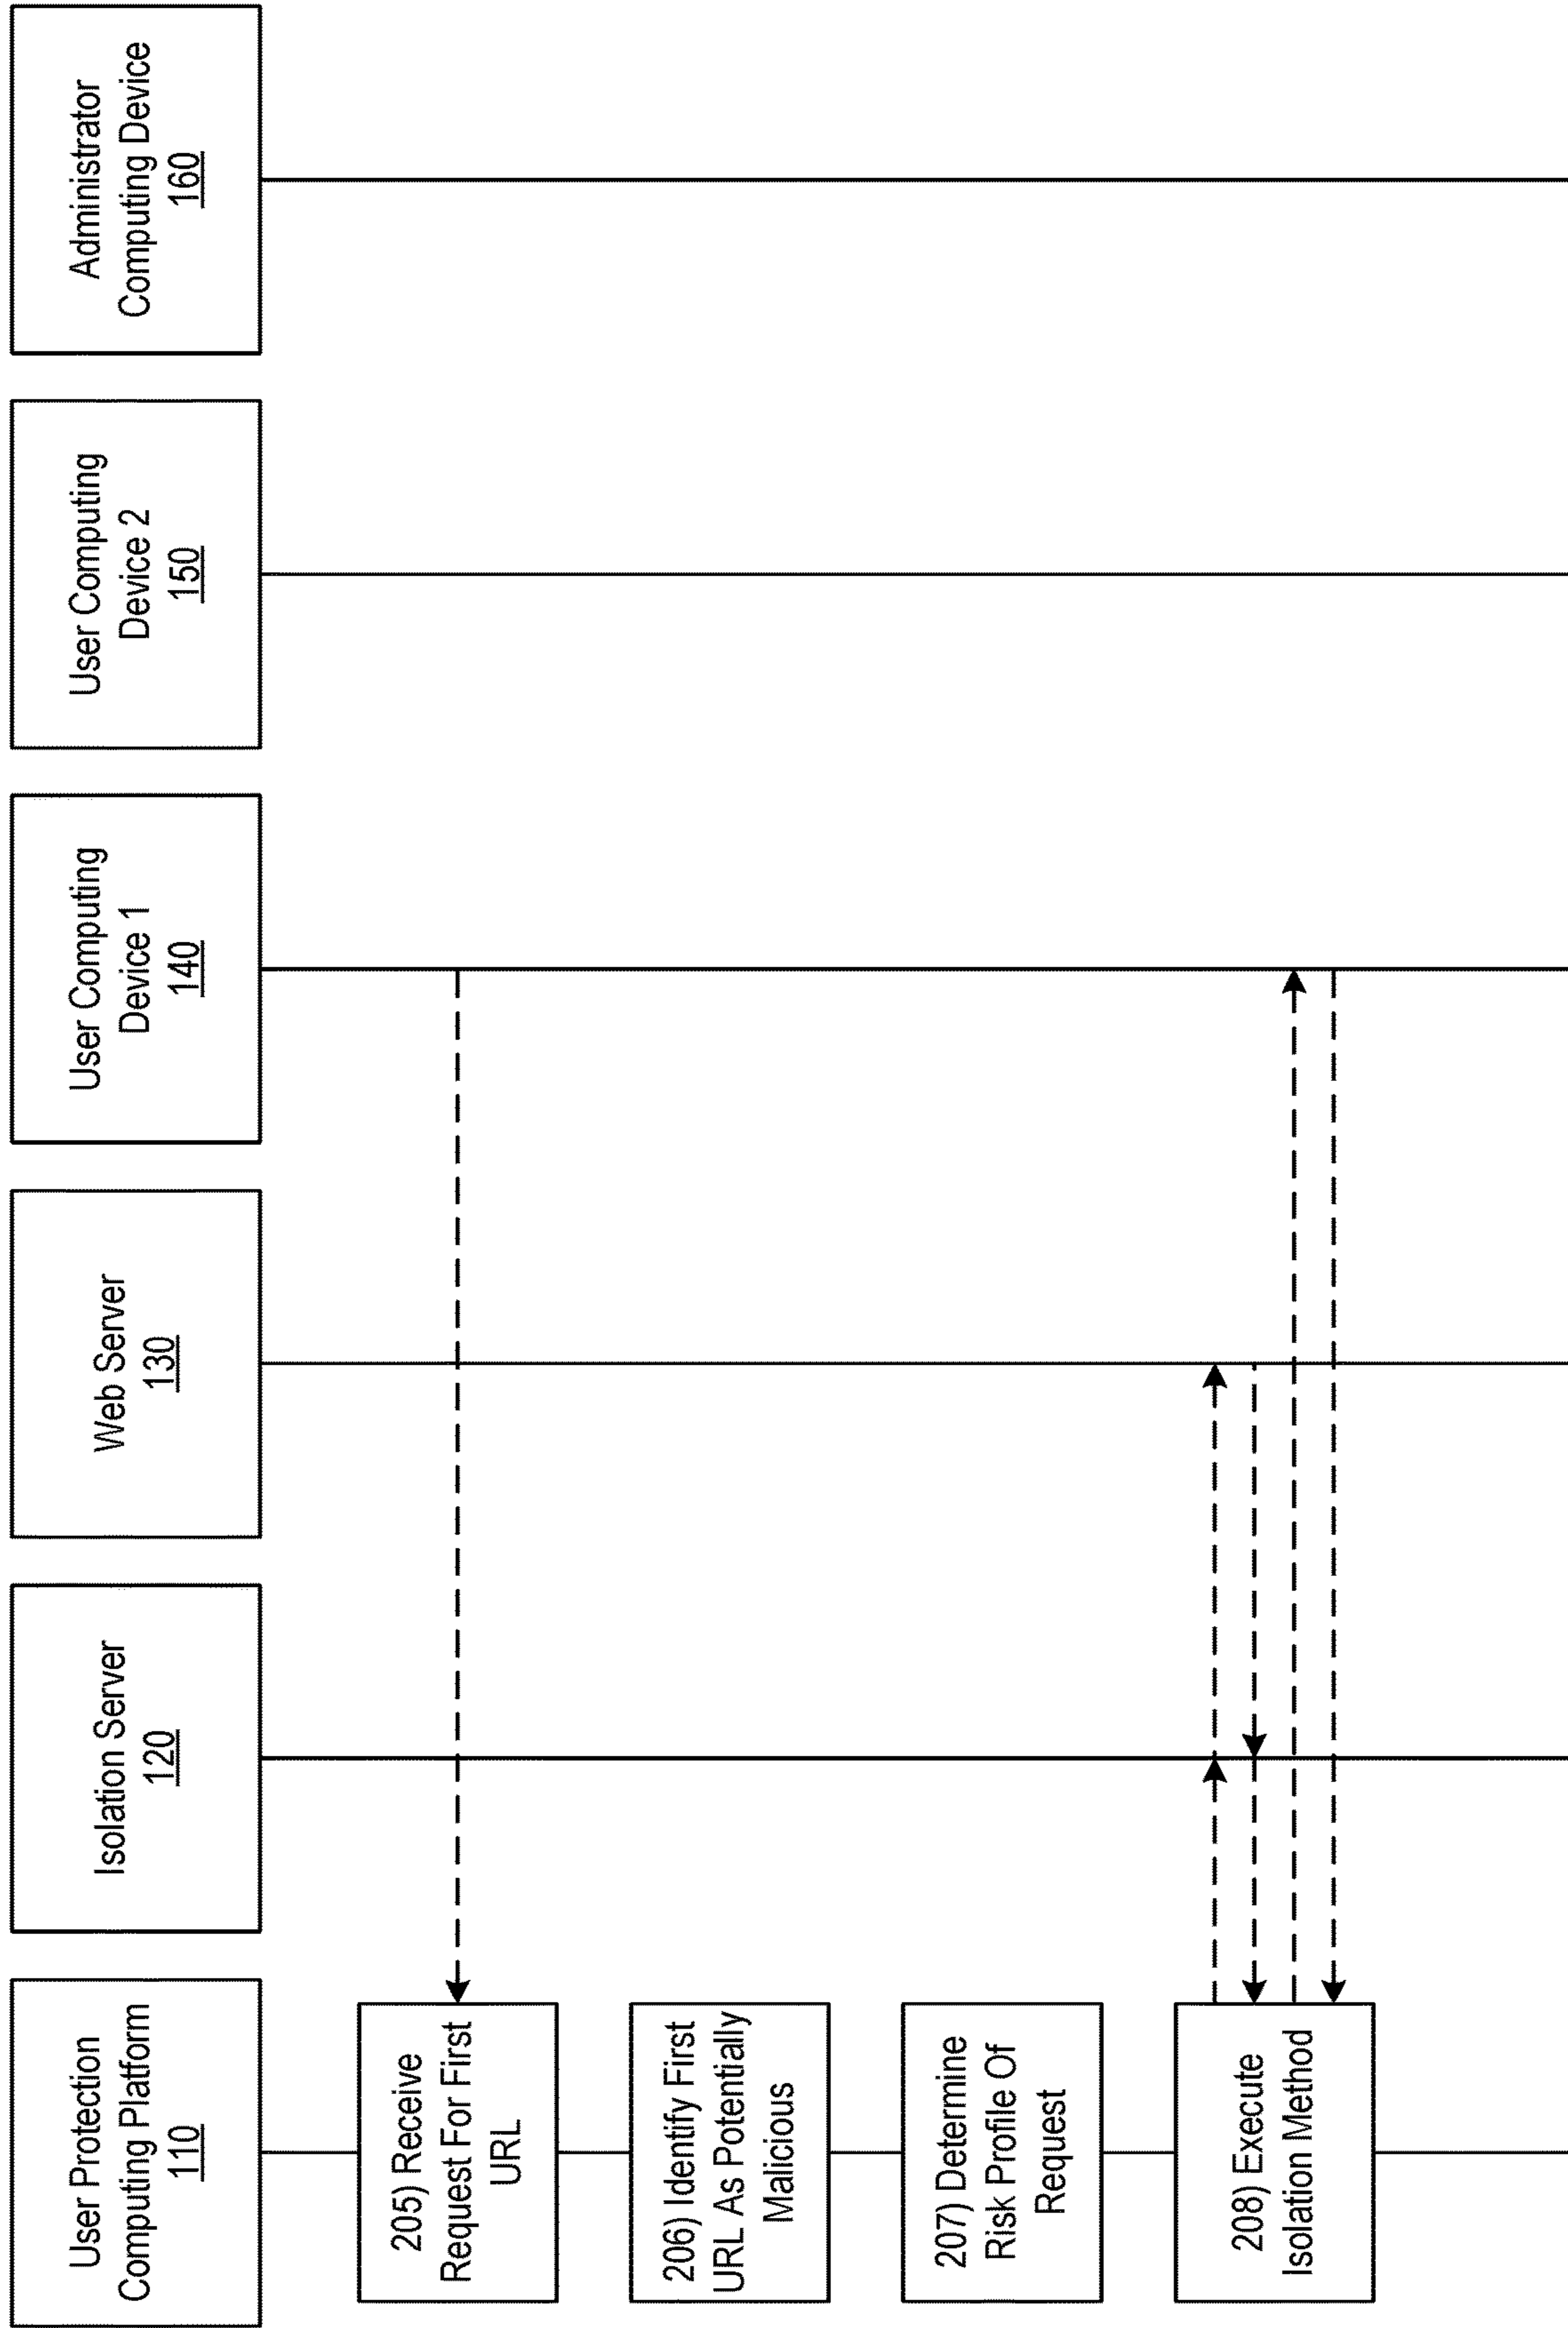 User Protection
Computing Platform
110
Isolation Server
120
Web Server
130
User Computing
Device 1
140
User Computing
Device 2
150
Administrator
Computing Device
160
205) Receive
Request For First
URL
206) Identify First
URL As Potentially
Malicious
207) Determine
Risk Profile Of
Request
208) Execute
Isolation Method